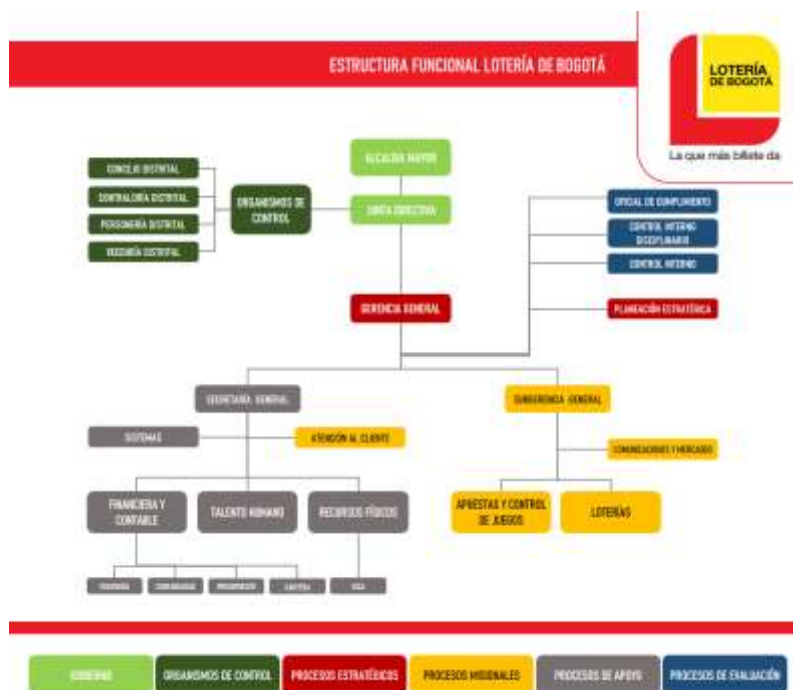 ESTRUCTURA FUNCIONAL LOTERÍA DE BOGOTÁ
LOTERÍA
DE BOGOTÁ
La que más billete da
ALCALDÍA MAYOR
CONCEJO DISTRITAL
CONTRALORÍA DISTRITAL
PERSONERÍA DISTRITAL
VEEDURÍA DISTRITAL
ORGANISMOS DE
CONTROL
JUNTA DIRECTIVA
OFICIAL DE CUMPLIMIENTO
CONTROL INTERNO
DISCIPLINARIO
CONTROL INTERNO
GERENCIA GENERAL
PLANEACIÓN ESTRATÉGICA
SECRETARÍA GENERAL
SUBGERENCIA GENERAL
SISTEMAS
ATENCIÓN AL CLIENTE
COMUNICACIONES Y MERCADEO
FINANCIERA Y
CONTABLE
TALENTO HUMANO
RECURSOS FÍSICOS
APUESTAS Y CONTROL
DE JUEGOS
LOTERÍAS
TESORERÍA
CONTABILIDAD
PRESUPUESTO
CARTERA
GOBIERNO
ORGANISMOS DE CONTROL
PROCESOS ESTRATÉGICOS
PROCESOS MISIONALES
PROCESOS DE APOYO
PROCESOS DE EVALUACIÓN